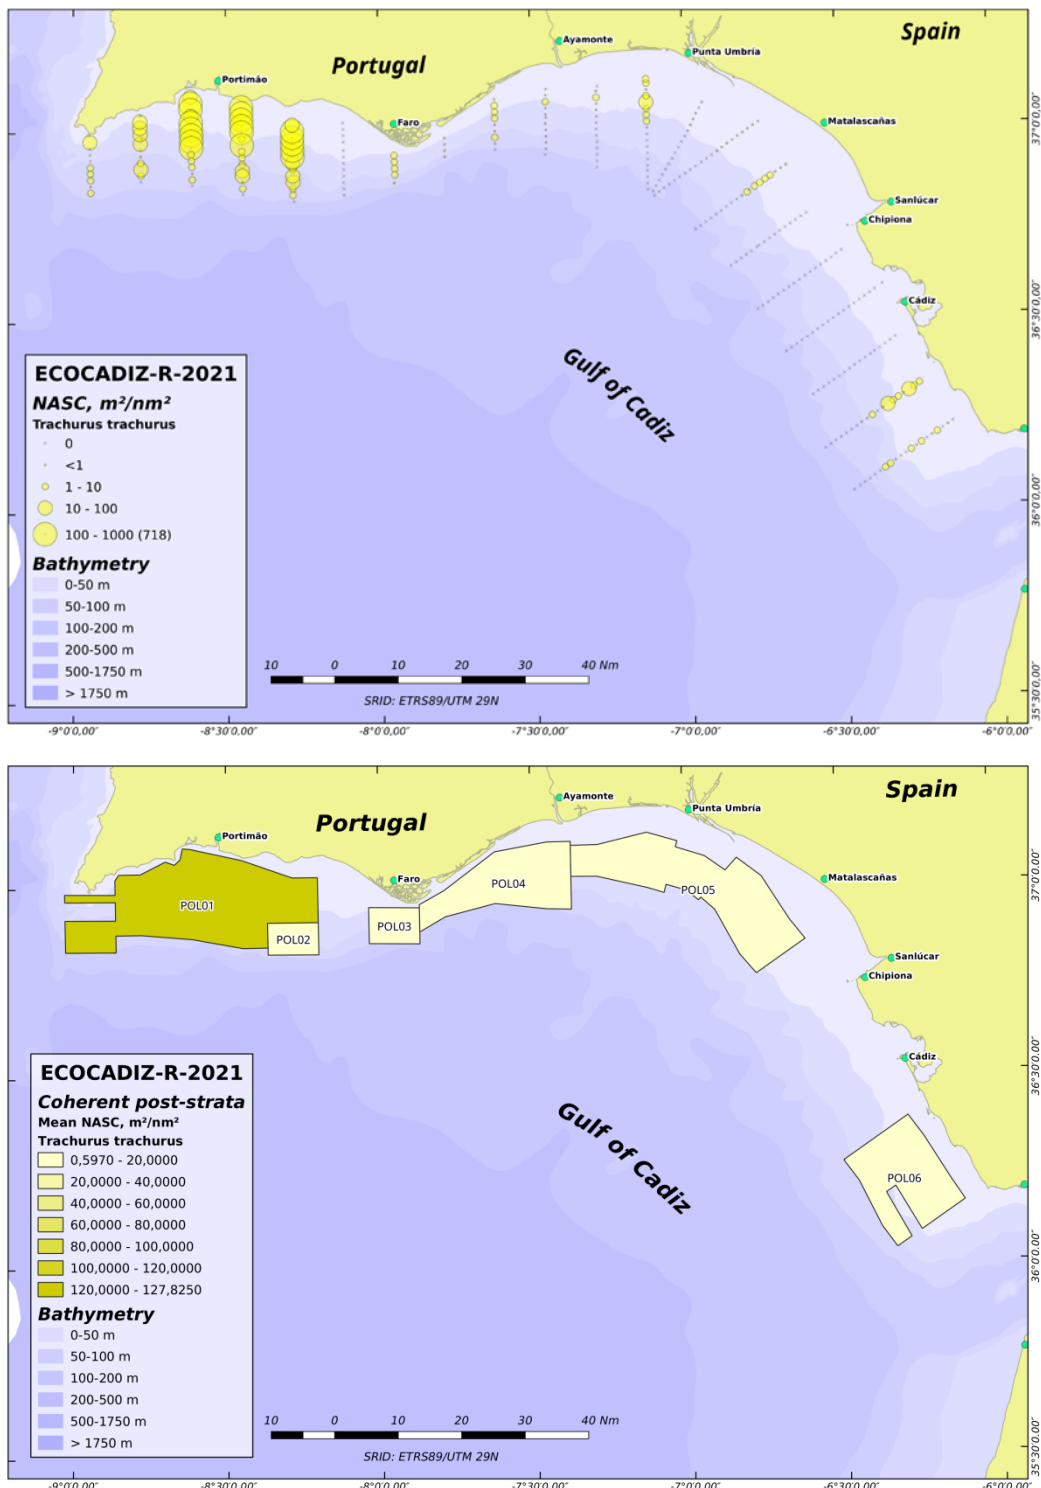 Spain
Ayamonte
Punta Umbría
Portugal
Portimão
Faro
Matalascañas
37°0'0,00"
Sanlúcar
Chipiona
Cádiz
36°30'0,00"
Gulf of Cadiz
ECOCADIZ-R-2021
NASC, m²/nm²
Trachurus trachurus
0
<1
1 - 10
10 - 100
100 - 1000 (718)
Bathymetry
0-50 m
50-100 m
100-200 m
200-500 m
500-1750 m
> 1750 m
36°0'0,00"
10 0 10 20 30 40 Nm
SRID: ETRS89/UTM 29N
35°30'0,00"
-9°0'0,00" -8°30'0,00" -8°0'0,00" -7°30'0,00" -7°0'0,00" -6°30'0,00" -6°0'0,00"
Spain
Ayamonte
Punta Umbría
Portugal
Portimão
Faro
Matalascañas
37°0'0,00"
POL01
POL02
POL03
POL04
POL05
Sanlúcar
Chipiona
Cádiz
36°30'0,00"
Gulf of Cadiz
POL06
ECOCADIZ-R-2021
Coherent post-strata
Mean NASC, m²/nm²
Trachurus trachurus
0,5970 - 20,0000
20,0000 - 40,0000
40,0000 - 60,0000
60,0000 - 80,0000
80,0000 - 100,0000
100,0000 - 120,0000
120,0000 - 127,8250
Bathymetry
0-50 m
50-100 m
100-200 m
200-500 m
500-1750 m
> 1750 m
36°0'0,00"
10 0 10 20 30 40 Nm
SRID: ETRS89/UTM 29N
35°30'0,00"
-9°0'0,00" -8°30'0,00" -8°0'0,00" -7°30'0,00" -7°0'0,00" -6°30'0,00" -6°0'0,00"